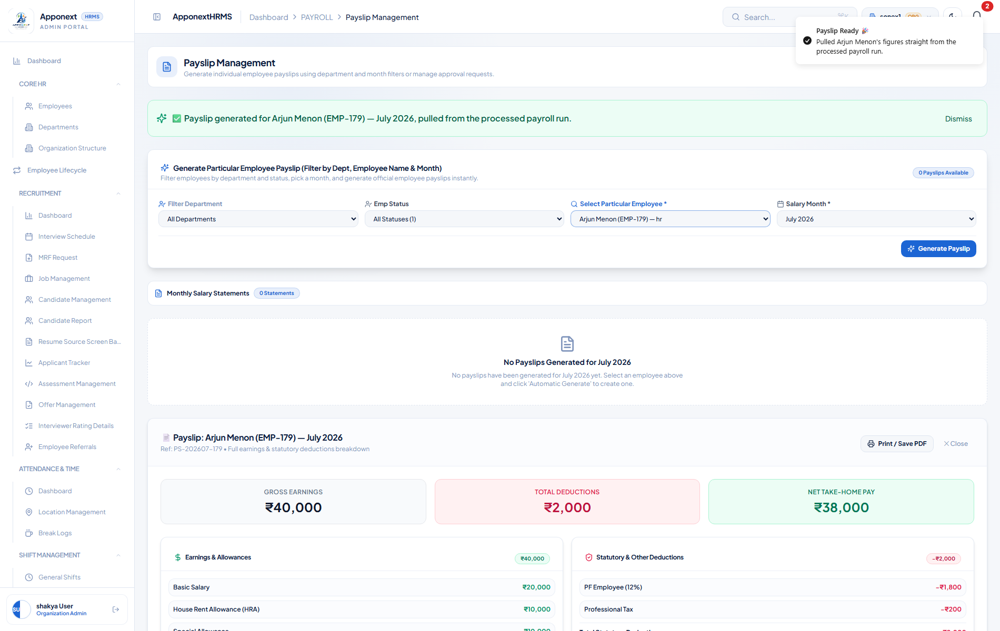 Apponext HRMS
ADMIN PORTAL
Dashboard
CORE HR
Employees
Departments
Organization Structure
Employee Lifecycle
RECRUITMENT
Dashboard
Interview Schedule
MRF Request
Job Management
Candidate Management
Candidate Report
Resume Source Screen Ba...
Applicant Tracker
Assessment Management
Offer Management
Interviewer Rating Details
Employee Referrals
ATTENDANCE & TIME
Dashboard
Location Management
Break Logs
SHIFT MANAGEMENT
General Shifts
SU
shakya User
Organization Admin
ApponextHRMS
Dashboard > PAYROLL > Payslip Management
Search...
⌘K
2
Payslip Ready 🎉
Pulled Arjun Menon's figures straight from the
processed payroll run.
Payslip Management
Generate individual employee payslips using department and month filters or manage approval requests.
✅ Payslip generated for Arjun Menon (EMP-179) — July 2026, pulled from the processed payroll run.
Dismiss
Generate Particular Employee Payslip (Filter by Dept, Employee Name & Month)
Filter employees by department and status, pick a month, and generate official employee payslips instantly.
0 Payslips Available
Filter Department
All Departments
Emp Status
All Statuses (1)
Select Particular Employee *
Arjun Menon (EMP-179) — hr
Salary Month *
July 2026
Generate Payslip
Monthly Salary Statements
0 Statements
No Payslips Generated for July 2026
No payslips have been generated for July 2026 yet. Select an employee above
and click 'Automatic Generate' to create one.
Payslip: Arjun Menon (EMP-179) — July 2026
Ref: PS-202607-179 • Full earnings & statutory deductions breakdown
Print / Save PDF
Close
GROSS EARNINGS
₹40,000
TOTAL DEDUCTIONS
₹2,000
NET TAKE-HOME PAY
₹38,000
Earnings & Allowances
₹40,000
Basic Salary
₹20,000
House Rent Allowance (HRA)
₹10,000
Special Allowance
₹10,000
Statutory & Other Deductions
-₹2,000
PF Employee (12%)
-₹1,800
Professional Tax
-₹200